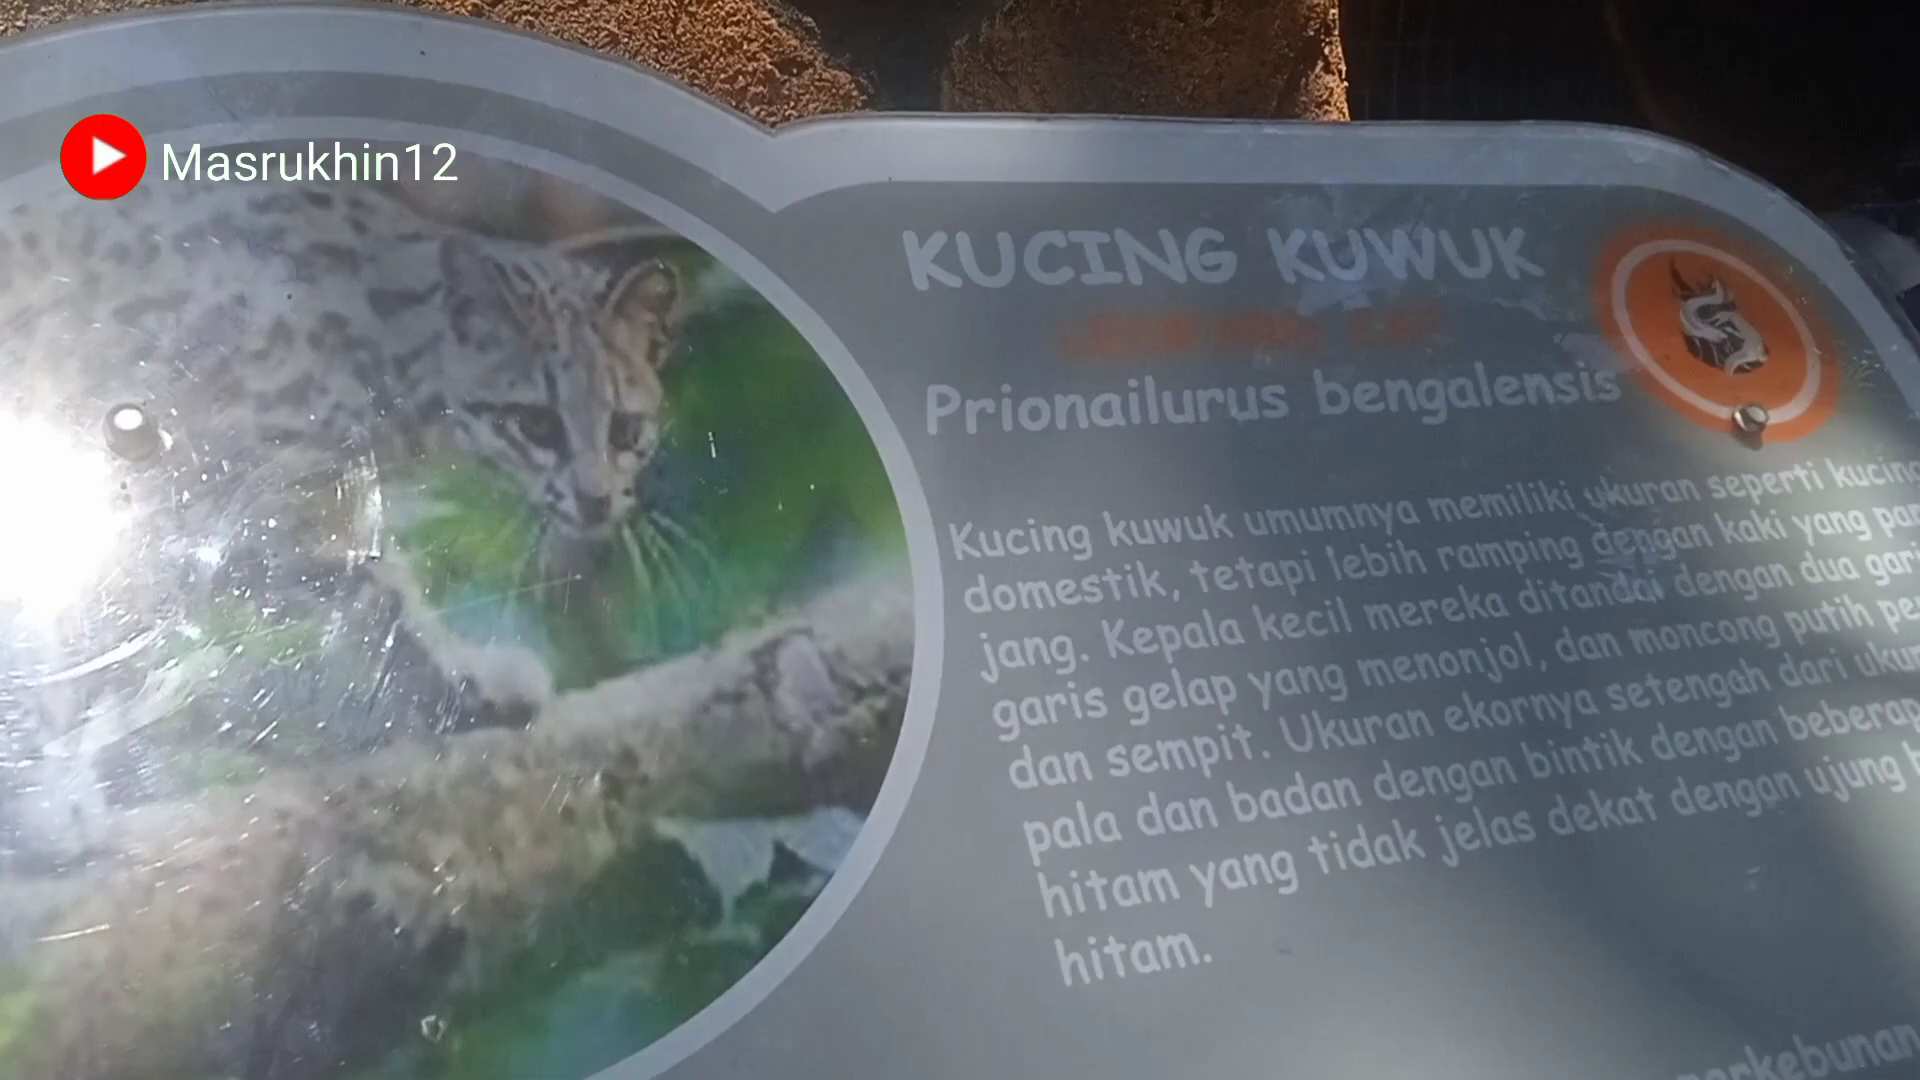 Masrukhin12
KUCING KUWUK
Prionailurus bengalensis
Kucing kuwuk umumnya memiliki ukuran seperti kucing
domestik, tetapi lebih ramping dengan kaki yang pan
jang. Kepala kecil mereka ditandai dengan dua
garis gelap yang menonjol, dan moncong putih
dan sempit. Ukuran ekornya setengah dari
pala dan badan dengan bintik dengan
hitam yang tidak jelas dekat dengan ujung
hitam.